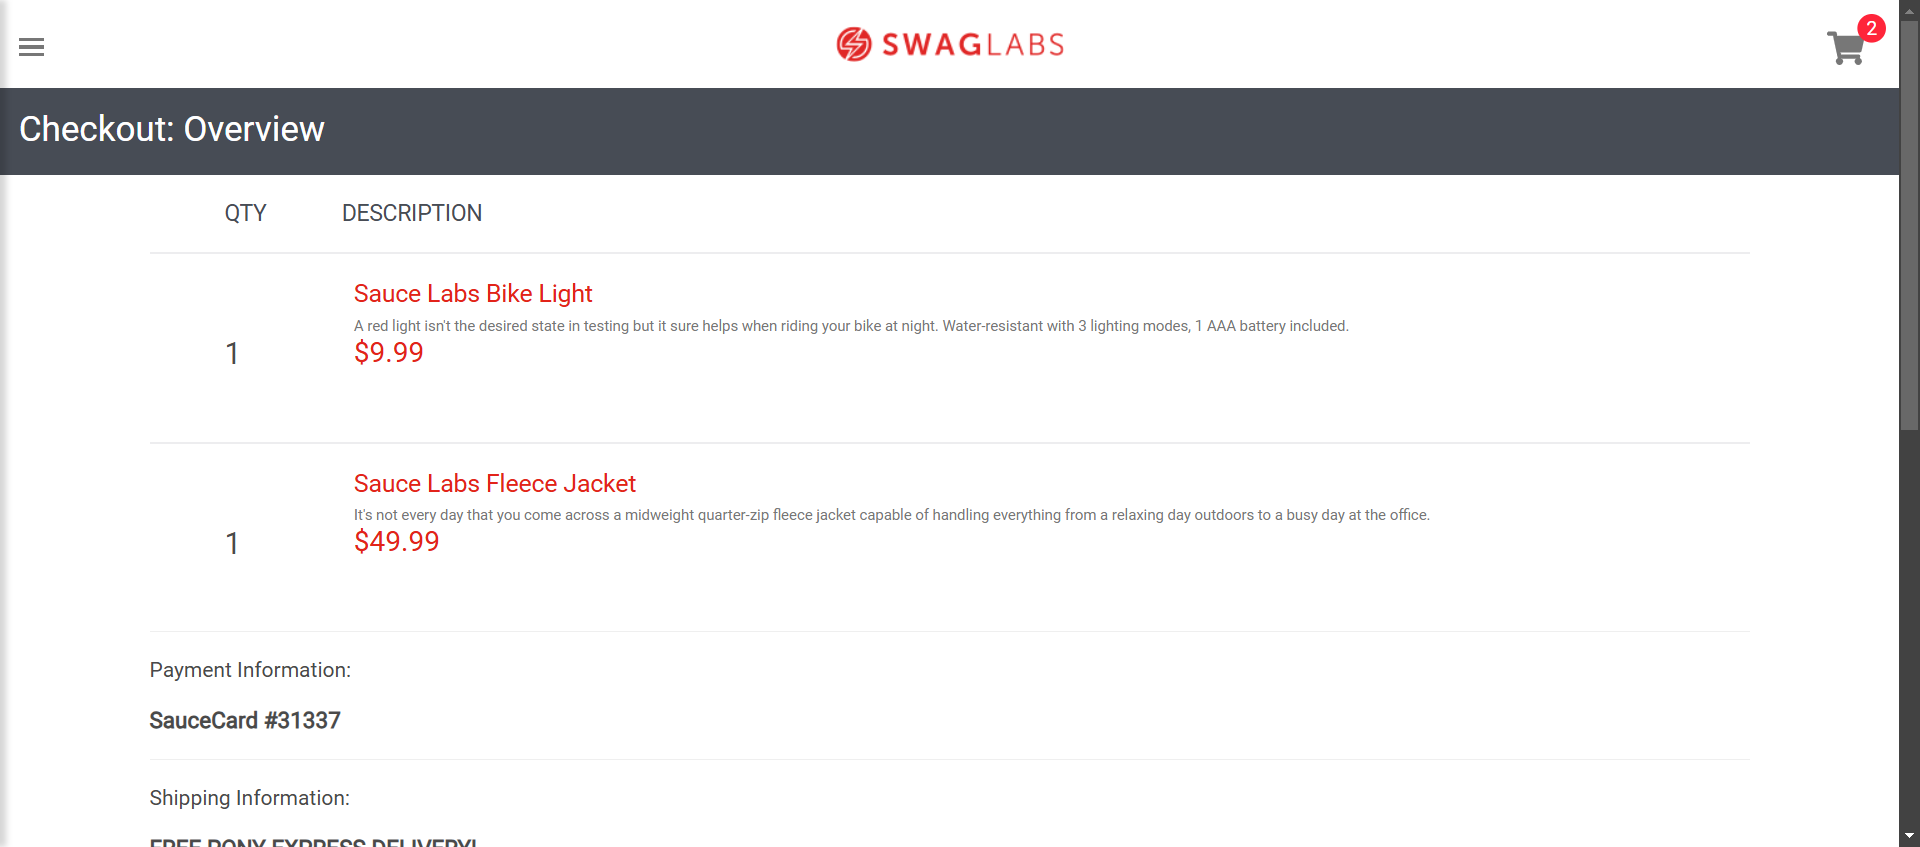 SWAGLABS
2
Checkout: Overview
QTY DESCRIPTION
Sauce Labs Bike Light
A red light isn't the desired state in testing but it sure helps when riding your bike at night. Water-resistant with 3 lighting modes, 1 AAA battery included.
1
$9.99
Sauce Labs Fleece Jacket
It's not every day that you come across a midweight quarter-zip fleece jacket capable of handling everything from a relaxing day outdoors to a busy day at the office.
1
$49.99
Payment Information:
SauceCard #31337
Shipping Information:
FREE PONY EXPRESS DELIVERY!